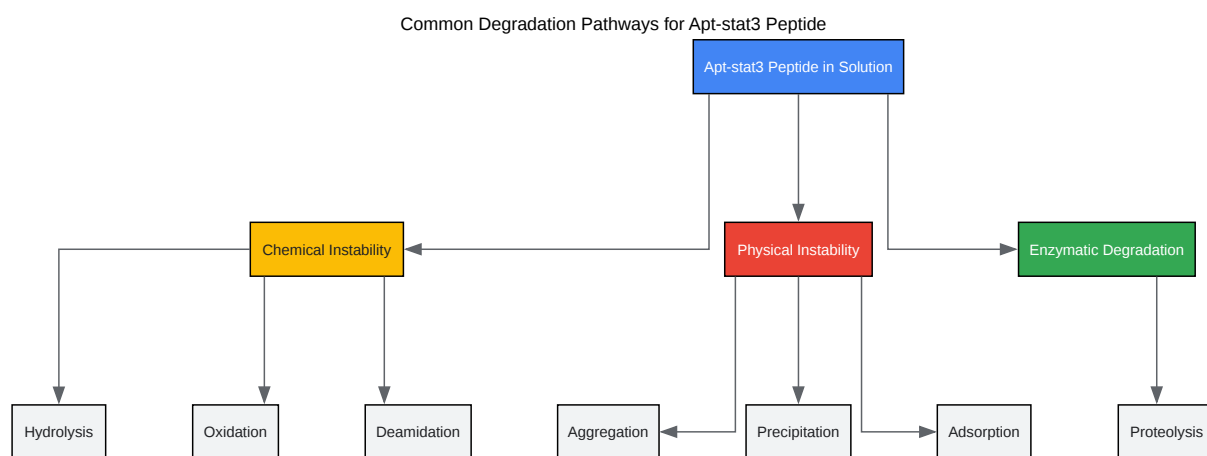 Common Degradation Pathways for Apt-stat3 Peptide
Apt-stat3 Peptide in Solution
Chemical Instability
Physical Instability
Enzymatic Degradation
Hydrolysis
Oxidation
Deamidation
Aggregation
Precipitation
Adsorption
Proteolysis